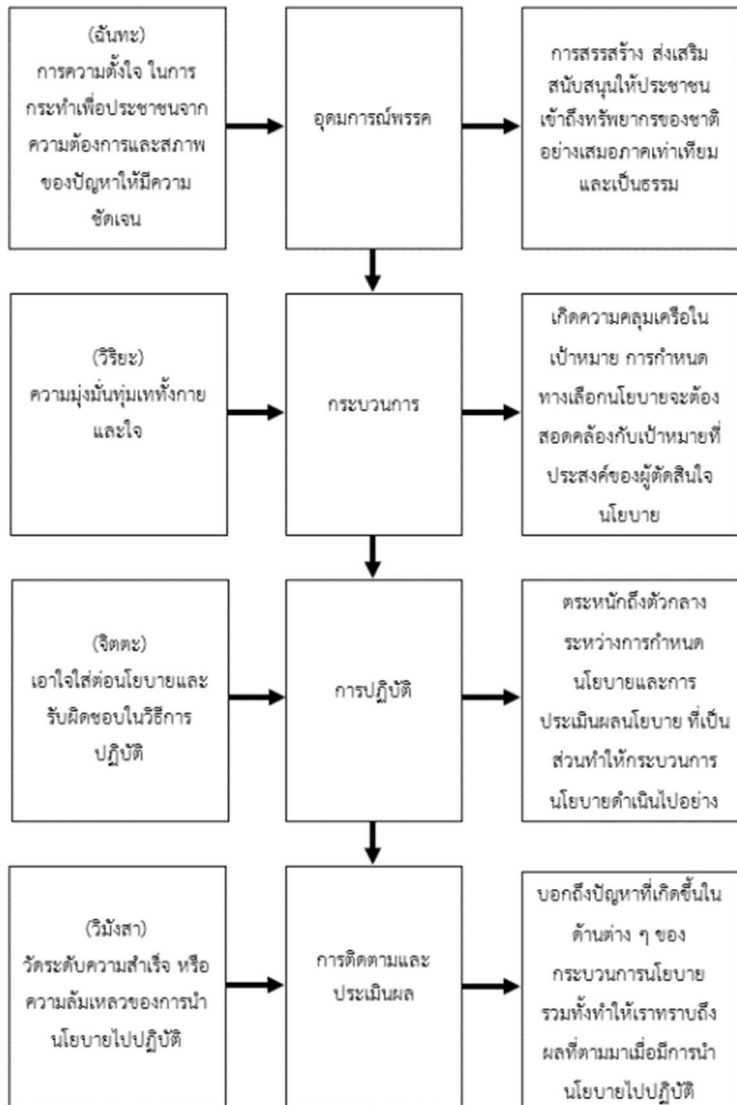 (ฉันทะ)
การความตั้งใจ ในการ
กระทำเพื่อประชาชนจาก
ความต้องการและสภาพ
ของปัญหาให้มีความ
ชัดเจน
อุดมการณ์พรรค
การสรรสร้าง ส่งเสริม
สนับสนุนให้ประชาชน
เข้าถึงทรัพยากรของชาติ
อย่างเสมอภาคเท่าเทียม
และเป็นธรรม
(วิริยะ)
ความมุ่งมั่นทุ่มเททั้งกาย
และใจ
กระบวนการ
เกิดความคลุมเครือใน
เป้าหมาย การกำหนด
ทางเลือกนโยบายจะต้อง
สอดคล้องกับเป้าหมายที่
ประสงค์ของผู้ตัดสินใจ
นโยบาย
(จิตตะ)
เอาใจใส่ต่อนโยบายและ
รับผิดชอบในวิธีการ
ปฏิบัติ
การปฏิบัติ
ตระหนักถึงตัวกลาง
ระหว่างการกำหนด
นโยบายและการ
ประเมินผลนโยบาย ที่เป็น
ส่วนทำให้กระบวนการ
นโยบายดำเนินไปอย่าง
(วิมังสา)
วัดระดับความสำเร็จ หรือ
ความล้มเหลวของการนำ
นโยบายไปปฏิบัติ
การติดตามและ
ประเมินผล
บอกถึงปัญหาที่เกิดขึ้นใน
ด้านต่าง ๆ ของ
กระบวนการนโยบาย
รวมทั้งทำให้เราทราบถึง
ผลที่ตามมาเมื่อมีการนำ
นโยบายไปปฏิบัติ